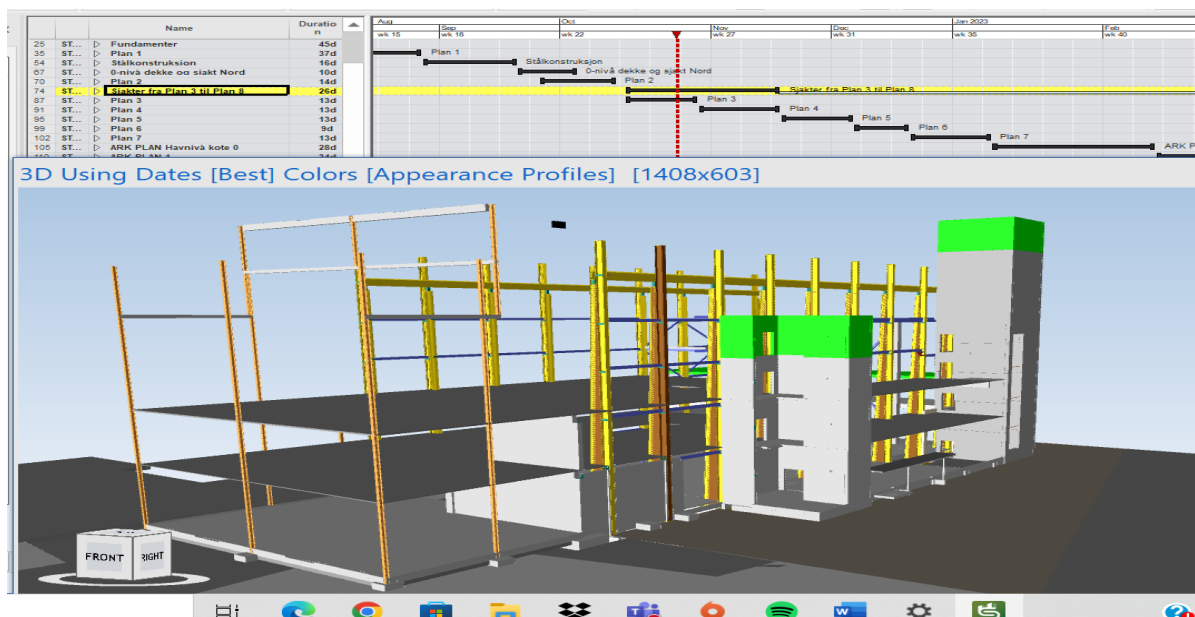 Name Duratio n
Aug Sep Oct Nov Dec Jan 2023 Feb
wk 15 wk 18 wk 22 wk 27 wk 31 wk 35 wk 40
25 ST... Fundamenter 45d
35 ST... Plan 1 37d
54 ST... Stålkonstruksjon 16d
67 ST... 0-nivå dekke og sjakt Nord 10d
70 ST... Plan 2 14d
74 ST... Sjakter fra Plan 3 til Plan 8 26d
87 ST... Plan 3 13d
91 ST... Plan 4 13d
95 ST... Plan 5 13d
99 ST... Plan 6 9d
102 ST... Plan 7 13d
105 ST... ARK PLAN Havnivå kote 0 28d
ARK PLAN 1
Plan 1
Stålkonstruksjon
0-nivå dekke og sjakt Nord
Plan 2
Sjakter fra Plan 3 til Plan 8
Plan 3
Plan 4
Plan 5
Plan 6
Plan 7
ARK P
3D Using Dates [Best] Colors [Appearance Profiles] [1408x603]
FRONT RIGHT